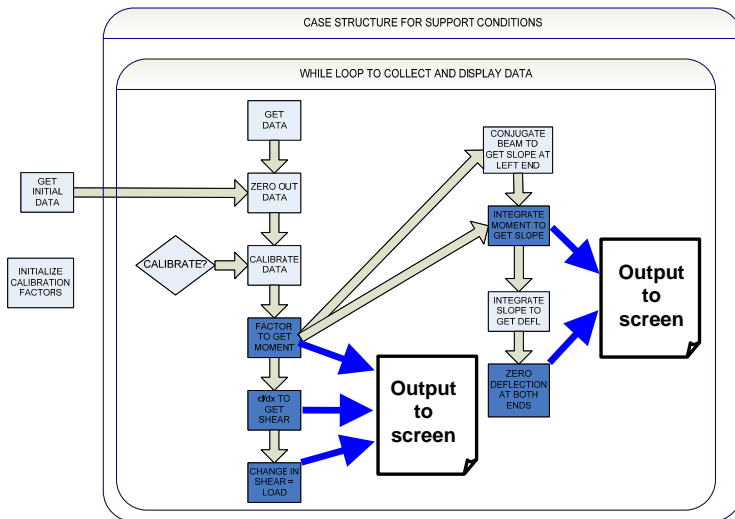 CASE STRUCTURE FOR SUPPORT CONDITIONS
WHILE LOOP TO COLLECT AND DISPLAY DATA
GET
DATA
GET
INITIAL
DATA
ZERO OUT
DATA
INITIALIZE
CALIBRATION
FACTORS
CALIBRATE?
CALIBRATE
DATA
FACTOR
TO GET
MOMENT
d/dx TO
GET
SHEAR
CHANGE IN
SHEAR =
LOAD
Output
to
screen
CONJUGATE
BEAM TO
GET SLOPE AT
LEFT END
INTEGRATE
MOMENT TO
GET SLOPE
INTEGRATE
SLOPE TO
GET DEFL
ZERO
DEFLECTION
AT BOTH
ENDS
Output
to
screen